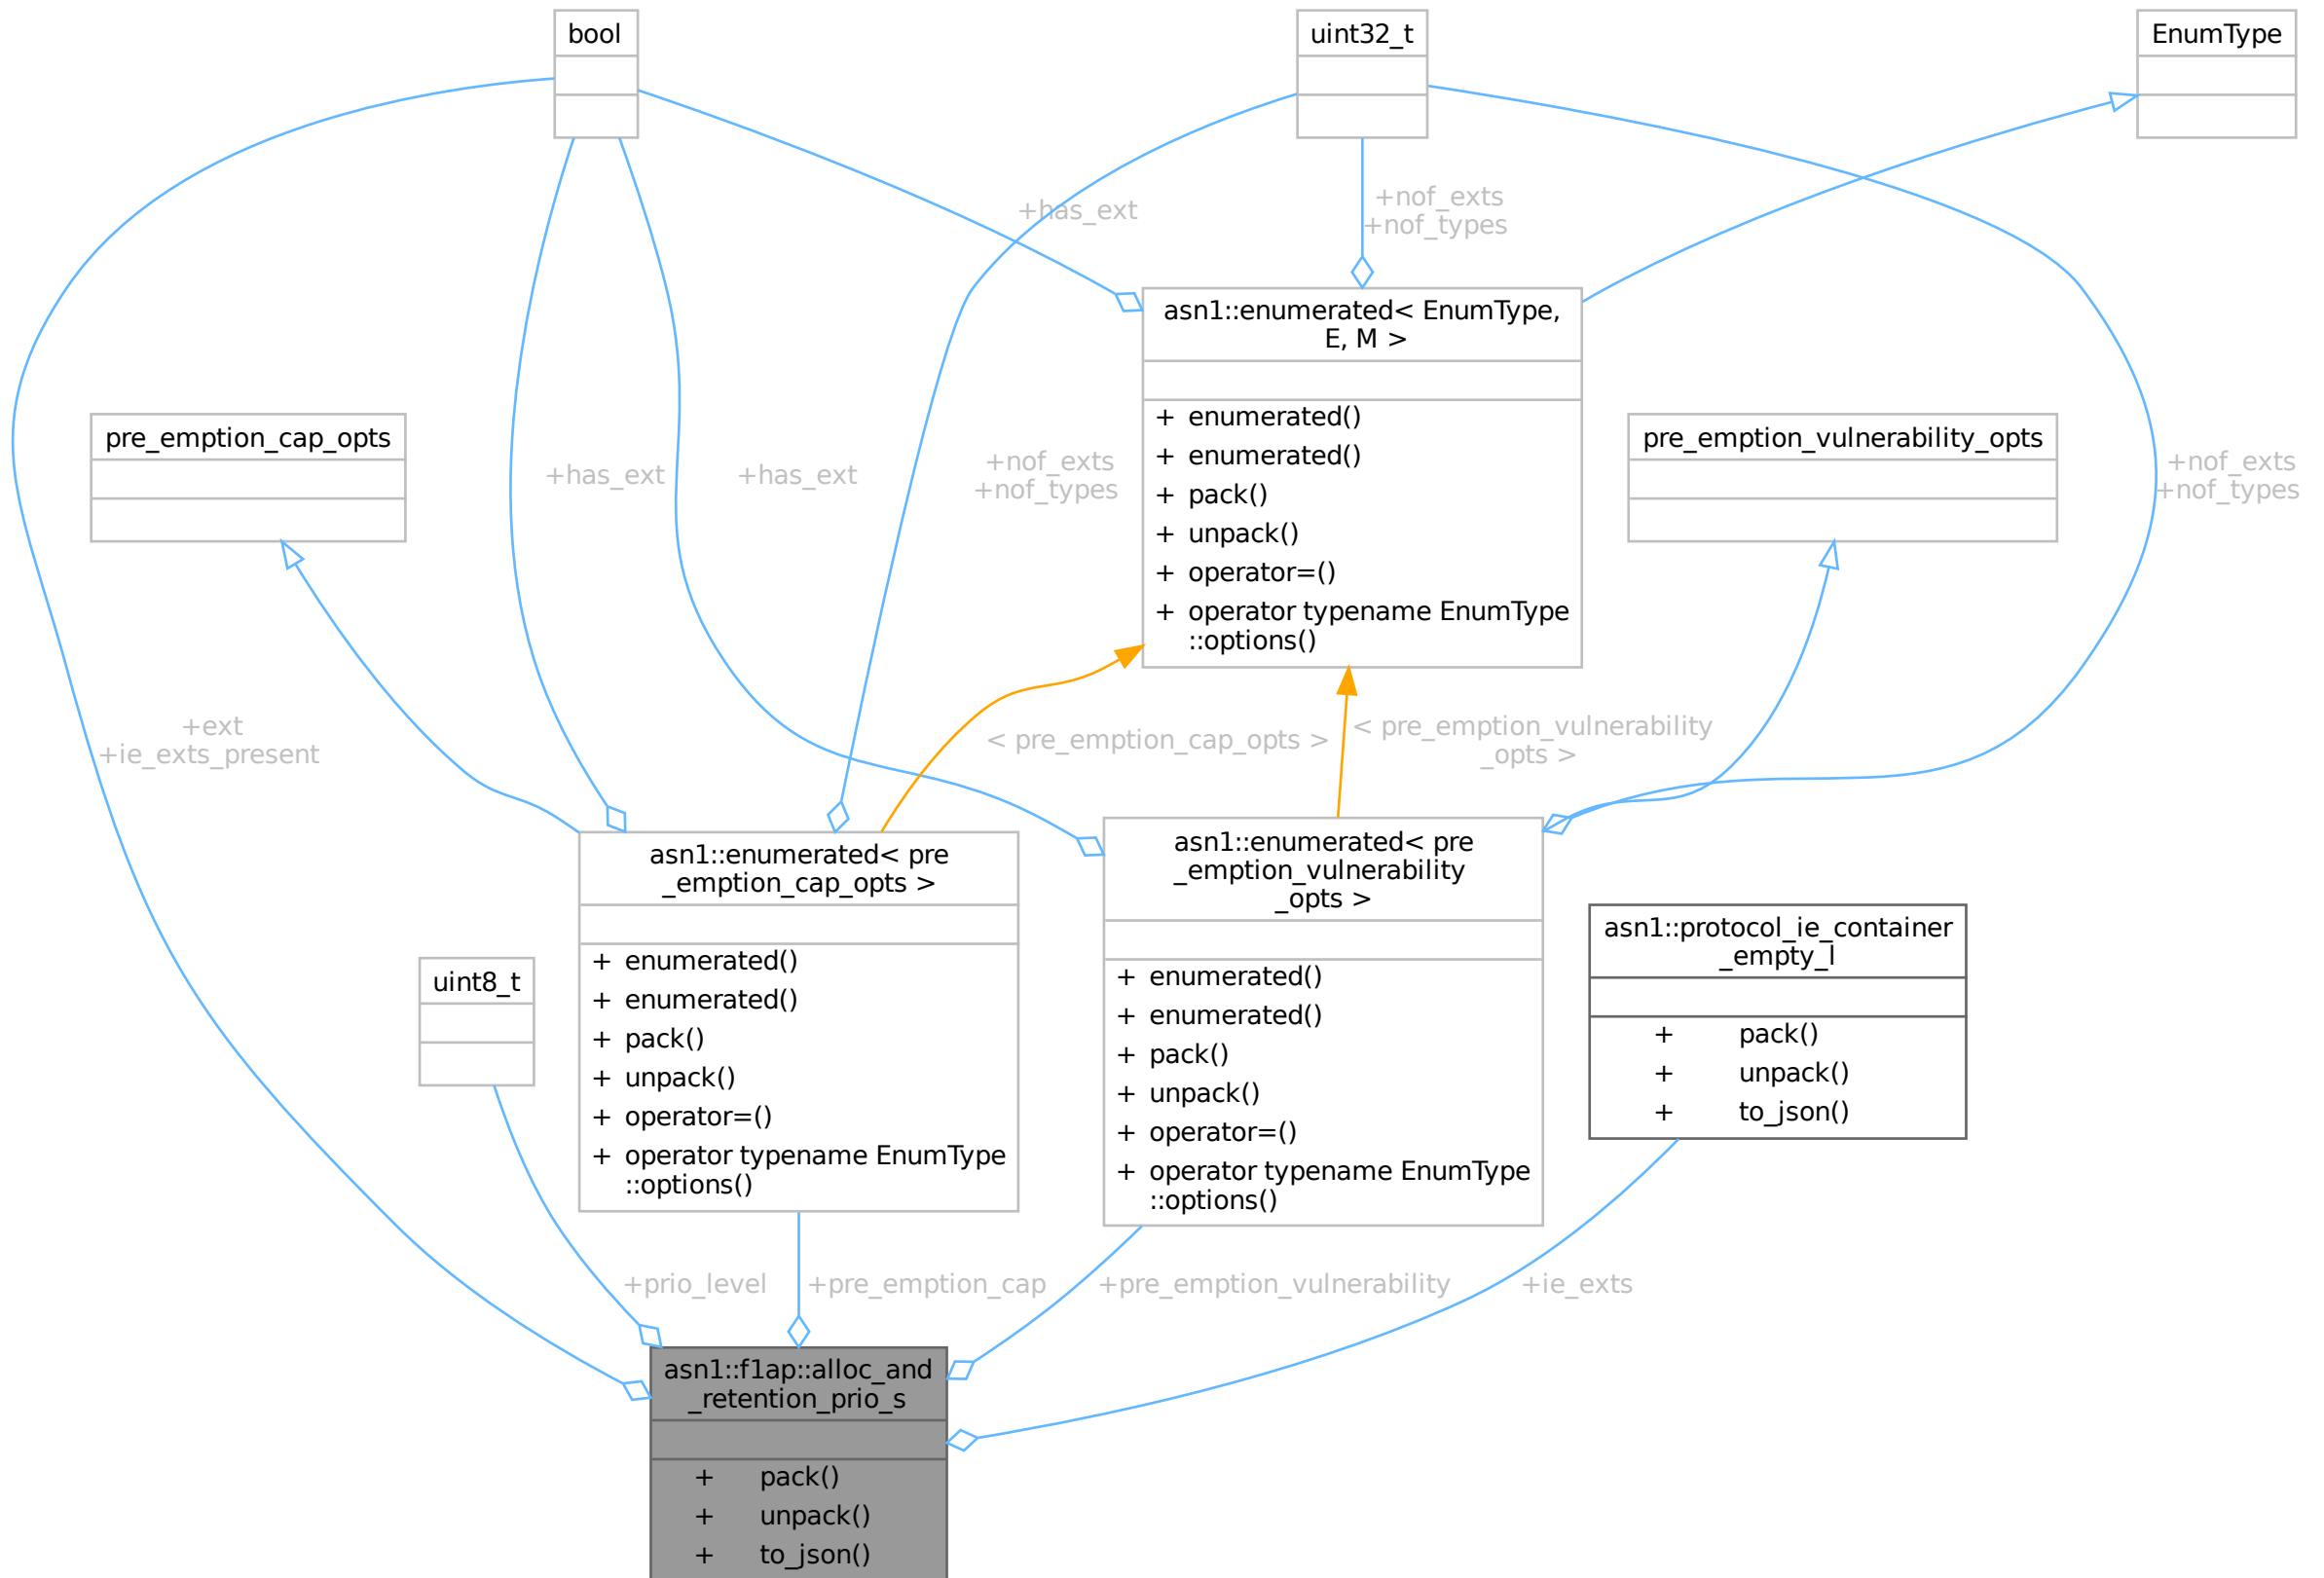 bool
uint32_t
EnumType
+has_ext
+nof_exts
+nof_types
asn1::enumerated< EnumType,
E, M >
+ enumerated()
+ enumerated()
+ pack()
+ unpack()
+ operator=()
+ operator typename EnumType
::options()
pre_emption_cap_opts
pre_emption_vulnerability_opts
+has_ext
+has_ext
+nof_exts
+nof_types
+nof_exts
+nof_types
+ext
+ie_exts_present
< pre_emption_cap_opts >
< pre_emption_vulnerability
_opts >
asn1::enumerated< pre
_emption_cap_opts >
+ enumerated()
+ enumerated()
+ pack()
+ unpack()
+ operator=()
+ operator typename EnumType
::options()
asn1::enumerated< pre
_emption_vulnerability
_opts >
+ enumerated()
+ enumerated()
+ pack()
+ unpack()
+ operator=()
+ operator typename EnumType
::options()
asn1::protocol_ie_container
_empty_l
+ pack()
+ unpack()
+ to_json()
uint8_t
+prio_level
+pre_emption_cap
+pre_emption_vulnerability
+ie_exts
asn1::f1ap::alloc_and
_retention_prio_s
+ pack()
+ unpack()
+ to_json()